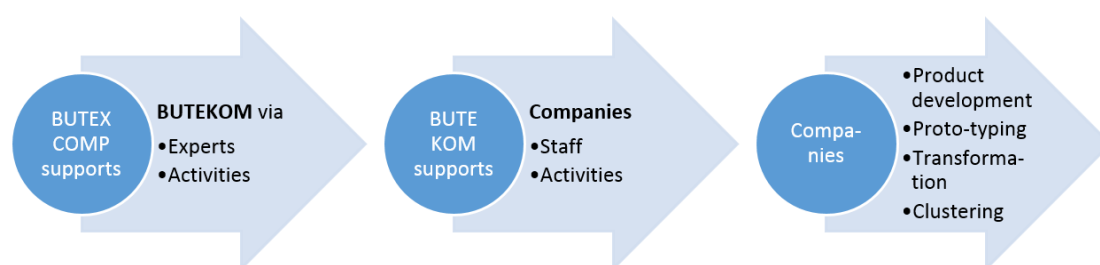 BUTEX
COMP
supports
BUTEKOM via
•Experts
•Activities
BUTE
KOM
supports
Companies
•Staff
•Activities
Compa-
nies
•Product
development
•Proto-typing
•Transforma-
tion
•Clustering